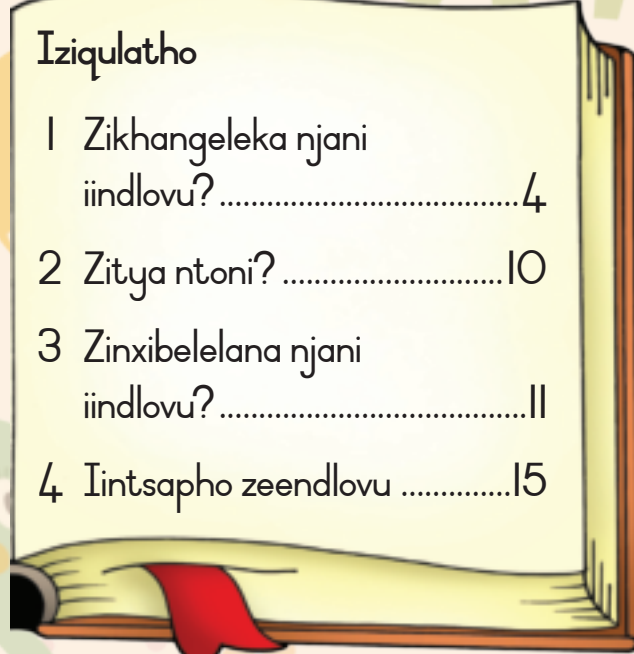 Iziqulatho
1 Zikhangeleka njani
iindlovu?......................................4
2 Zitya ntoni?............................10
3 Zinxibelelana njani
iindlovu?.......................................11
4 Iintsapho zeendlovu ..............15